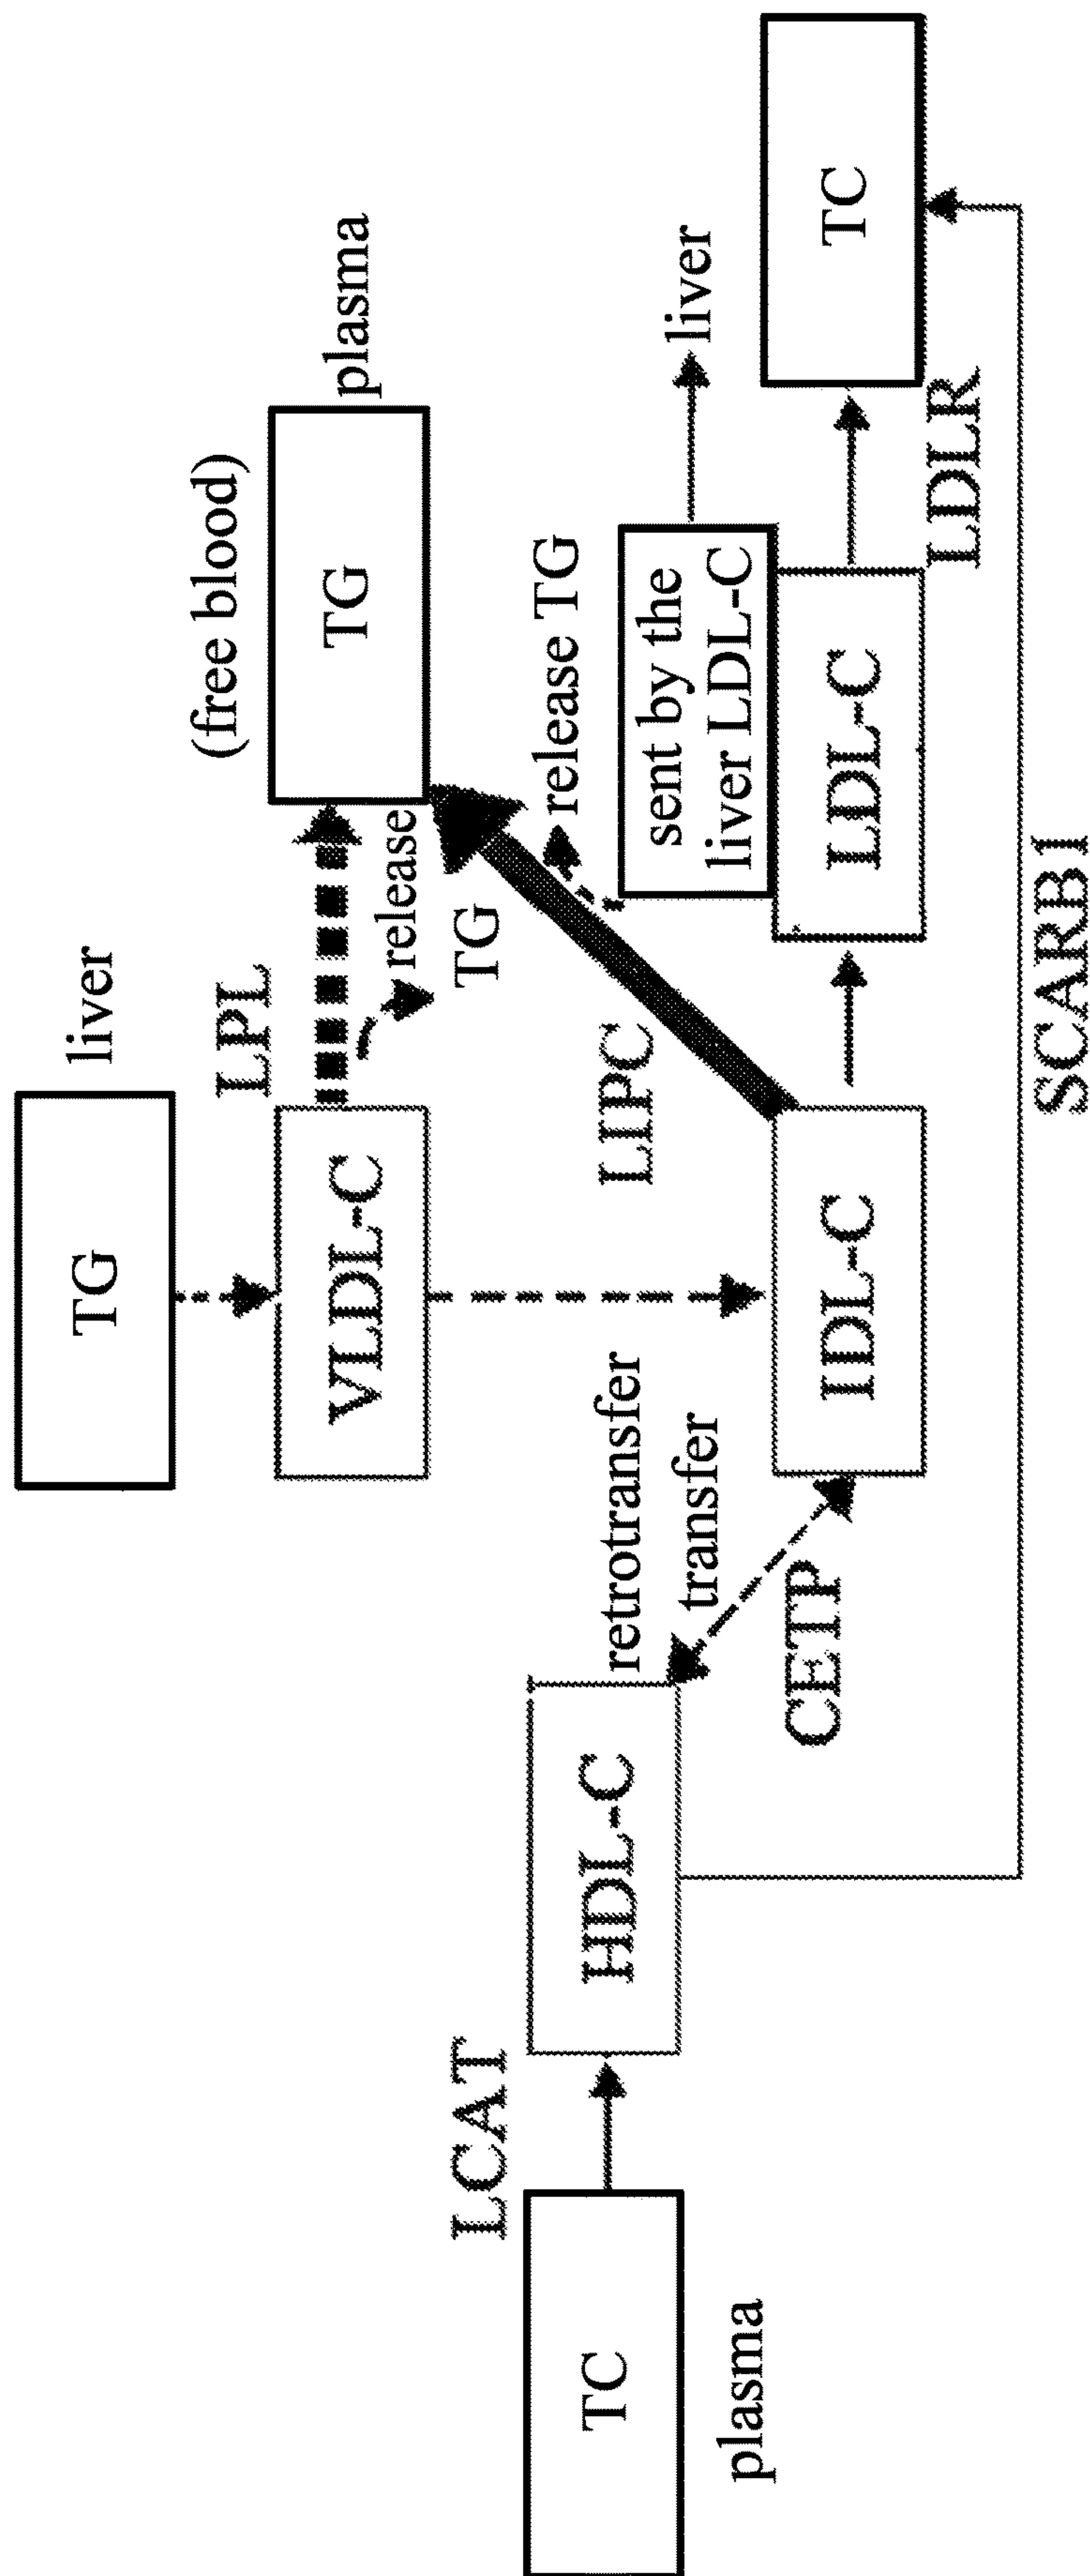 TG
liver
(free blood)
VLDL-C
LPL
TG
plasma
release
TG
LCAT
retrotransfer
release TG
TC
HDL-C
transfer
LIPC
sent by the
liver LDL-C
liver
plasma
CETP
IDL-C
LDL-C
TC
LDLR
SCARB1